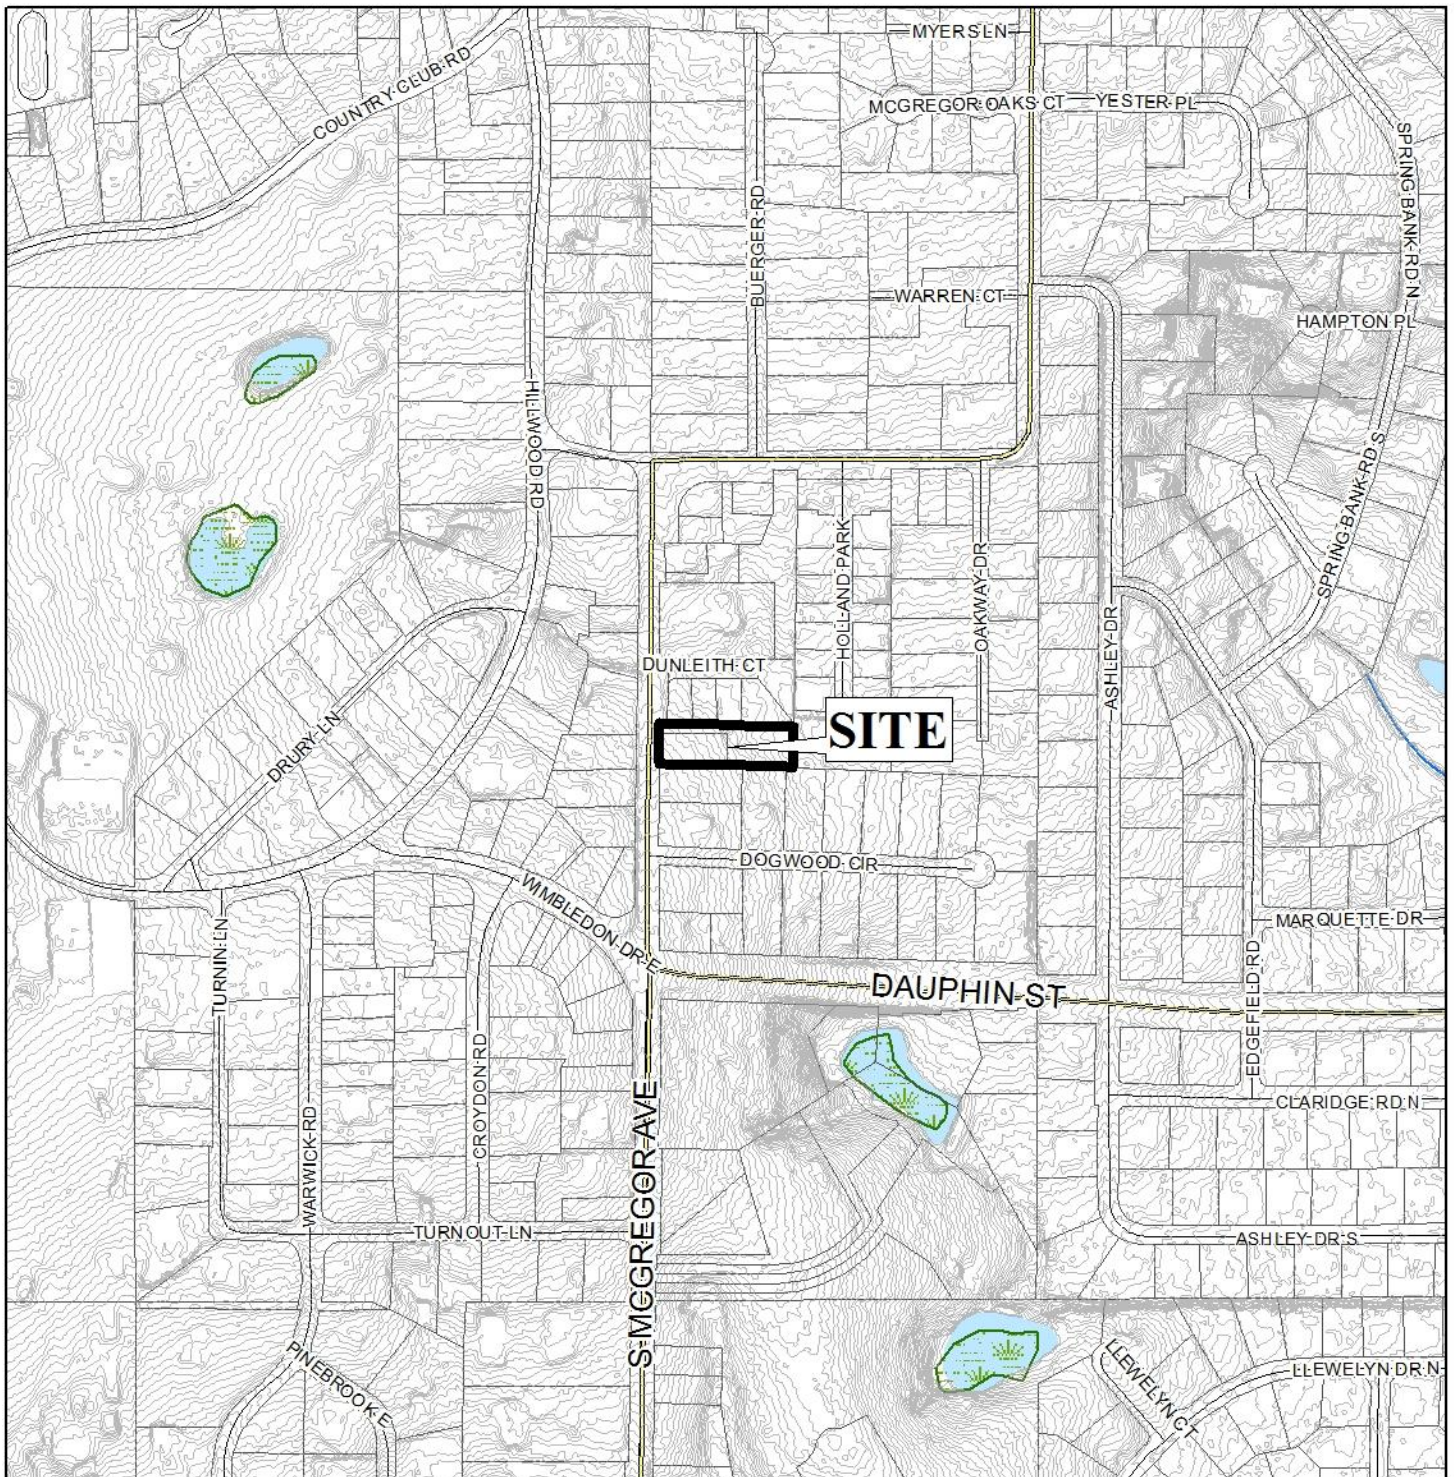 MYERS LN
COUNTRY CLUB RD
MCGREGOR OAKS CT
YESTER PL
SPRING BANK RD N
BUERGER RD
WARREN CT
HAMPTON PL
HILLWOOD RD
SPRING BANK RD S
HOLLAND PARK
OAKWAY DR
ASHLEY DR
DUNLEITH CT
SITE
DRURY LN
DOGWOOD CIR
WIMBLEDON DR E
TURNIN LN
MARQUETTE DR
EDGEFIELD RD
DAUPHIN ST
CROYDON RD
CLARIDGE RD N
WARWICK RD
S MCGREGOR AVE
TURNOUT LN
ASHLEY DR S
PINEBROOK E
LLEWELYN CT
LLEWELYN DR N